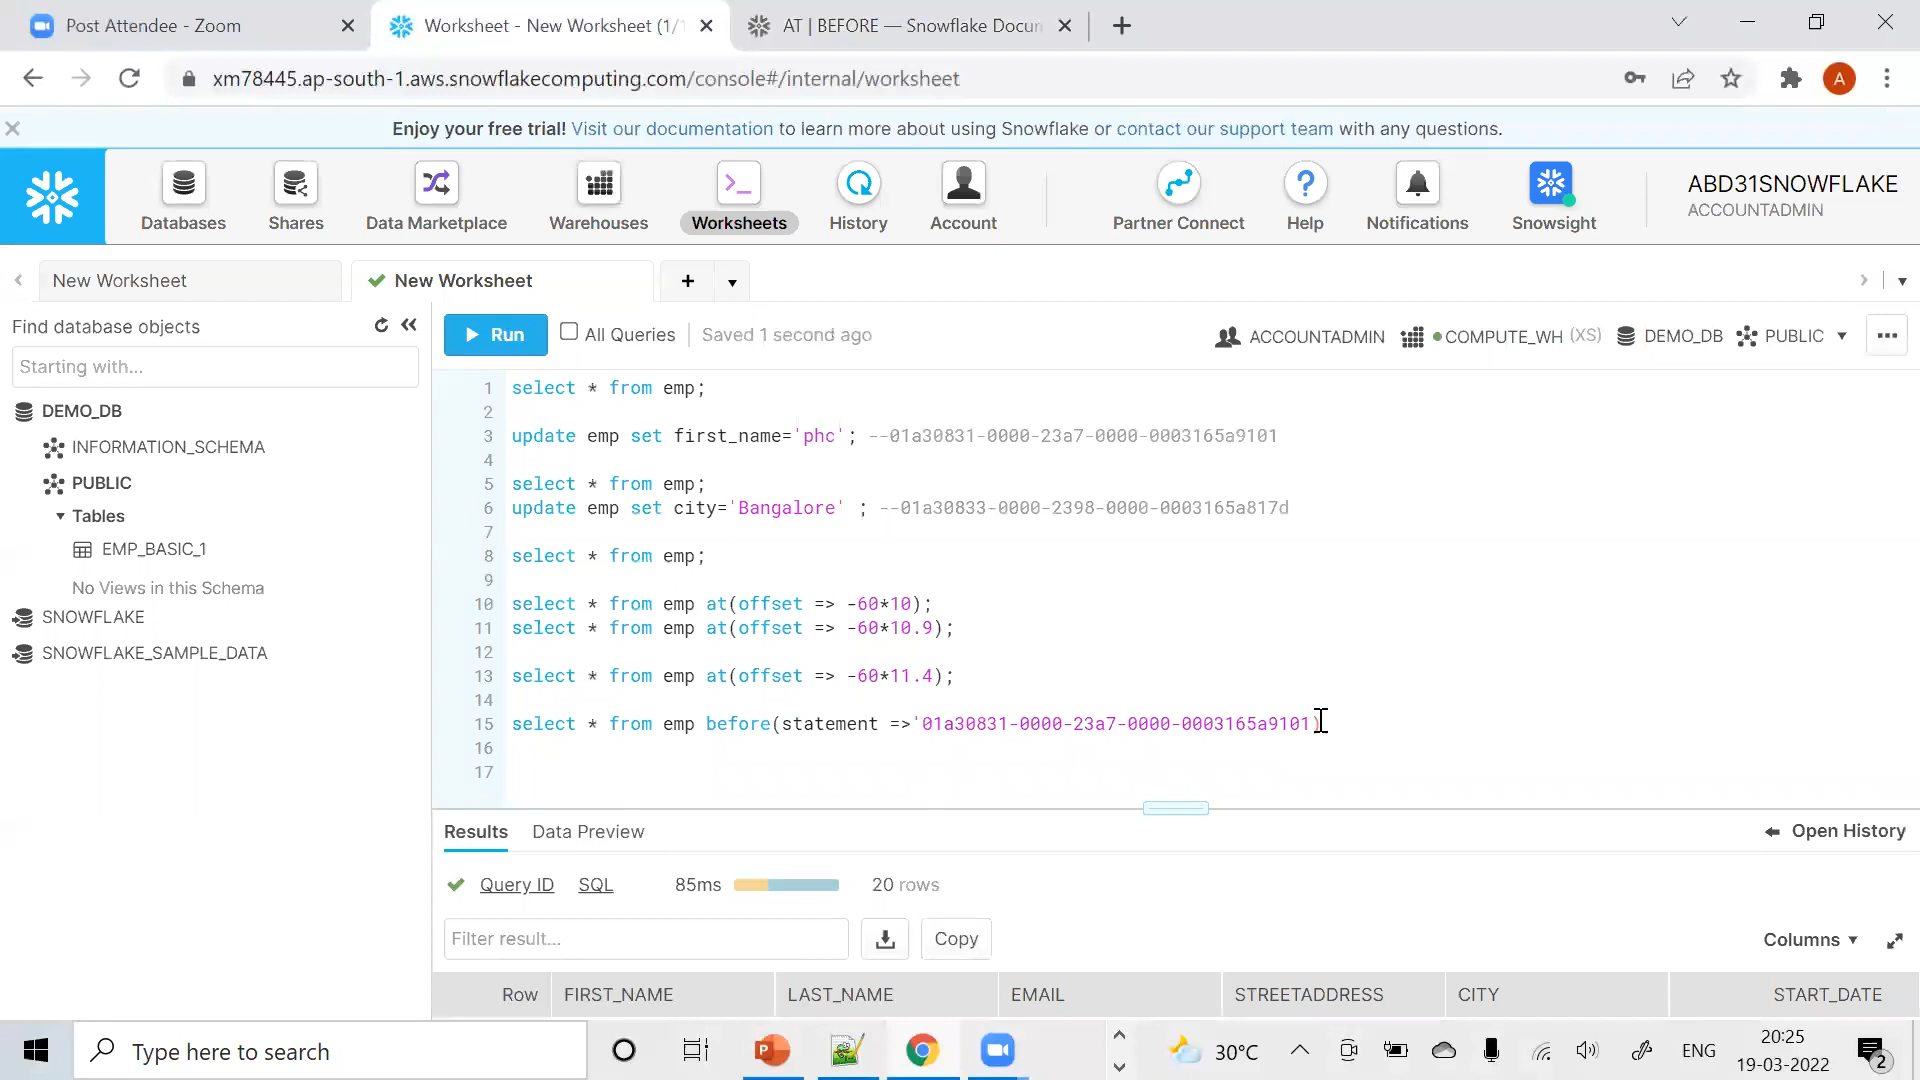 Post Attendee - Zoom
Worksheet - New Worksheet (1/1
AT | BEFORE — Snowflake Docum
xm78445.ap-south-1.aws.snowflakecomputing.com/console#/internal/worksheet
A
Enjoy your free trial! Visit our documentation to learn more about using Snowflake or contact our support team with any questions.
Databases
Shares
Data Marketplace
Warehouses
Worksheets
History
Account
Partner Connect
Help
Notifications
Snowsight
ABD31SNOWFLAKE
ACCOUNTADMIN
New Worksheet
New Worksheet
Find database objects
Starting with...
DEMO_DB
INFORMATION_SCHEMA
PUBLIC
Tables
EMP_BASIC_1
No Views in this Schema
SNOWFLAKE
SNOWFLAKE_SAMPLE_DATA
Run
All Queries
Saved 1 second ago
ACCOUNTADMIN
COMPUTE_WH (XS)
DEMO_DB
PUBLIC
1 select * from emp;
2
3 update emp set first_name='phc'; --01a30831-0000-23a7-0000-0003165a9101
4
5 select * from emp;
6 update emp set city='Bangalore' ; --01a30833-0000-2398-0000-0003165a817d
7
8 select * from emp;
9
10 select * from emp at(offset => -60*10);
11 select * from emp at(offset => -60*10.9);
12
13 select * from emp at(offset => -60*11.4);
14
15 select * from emp before(statement =>'01a30831-0000-23a7-0000-0003165a9101)
16
17
Results
Data Preview
Open History
Query ID
SQL
85ms
20 rows
Filter result...
Copy
Columns
Row FIRST_NAME LAST_NAME EMAIL STREETADDRESS CITY START_DATE
Type here to search
30°C
ENG
20:25
19-03-2022
2